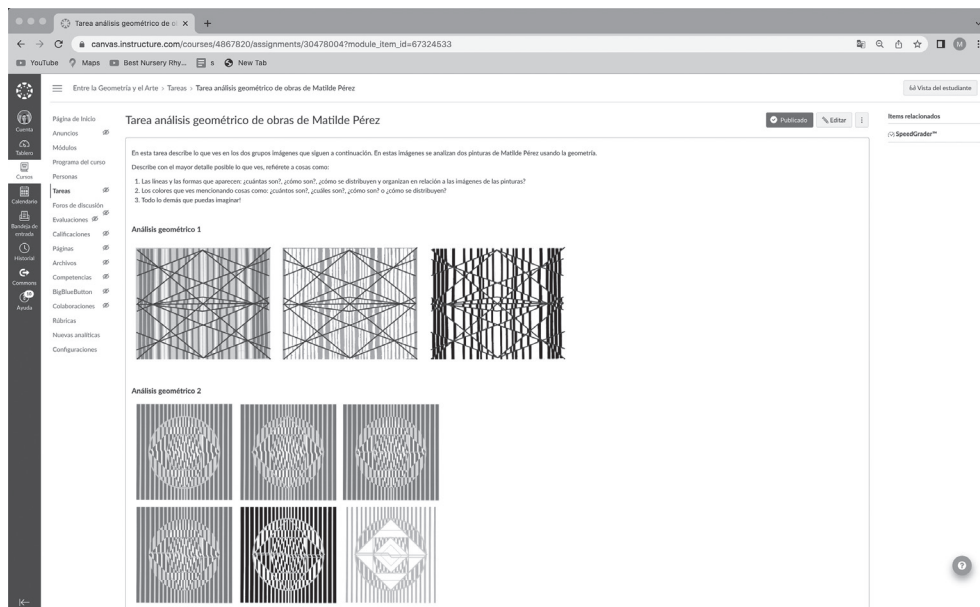 Tarea análisis geométrico de ol
canvas.instructure.com/courses/4867820/assignments/30478004?module_item_id=67324533
M
YouTube
Maps
Best Nursery Rhy...
s
New Tab
Entre la Geometría y el Arte > Tareas > Tarea análisis geométrico de obras de Matilde Pérez
Vista del estudiante
Cuenta
Tablero
Cursos
Calendario
Bandeja de
entrada
Historial
Commons
Ayuda
Página de Inicio
Anuncios
Módulos
Programa del curso
Personas
Tareas
Foros de discusión
Evaluaciones
Calificaciones
Páginas
Archivos
Competencias
BigBlueButton
Colaboraciones
Rúbricas
Nuevas analíticas
Configuraciones
Tarea análisis geométrico de obras de Matilde Pérez
Publicado
Editar
Items relacionados
SpeedGrader™
En esta tarea describe lo que ves en los dos grupos imágenes que siguen a continuación. En estas imágenes se analizan dos pinturas de Matilde Pérez usando la geometría.
Describe con el mayor detalle posible lo que ves, refiérete a cosas como:
1. Las líneas y las formas que aparecen: ¿cuántas son?, ¿cómo son?, ¿cómo se distribuyen y organizan en relación a las imágenes de las pinturas?
2. Los colores que ves mencionando cosas como: ¿cuántos son?, ¿cuáles son?, ¿cómo son? o ¿cómo se distribuyen?
3. Todo lo demás que puedas imaginar!
Análisis geométrico 1
Análisis geométrico 2